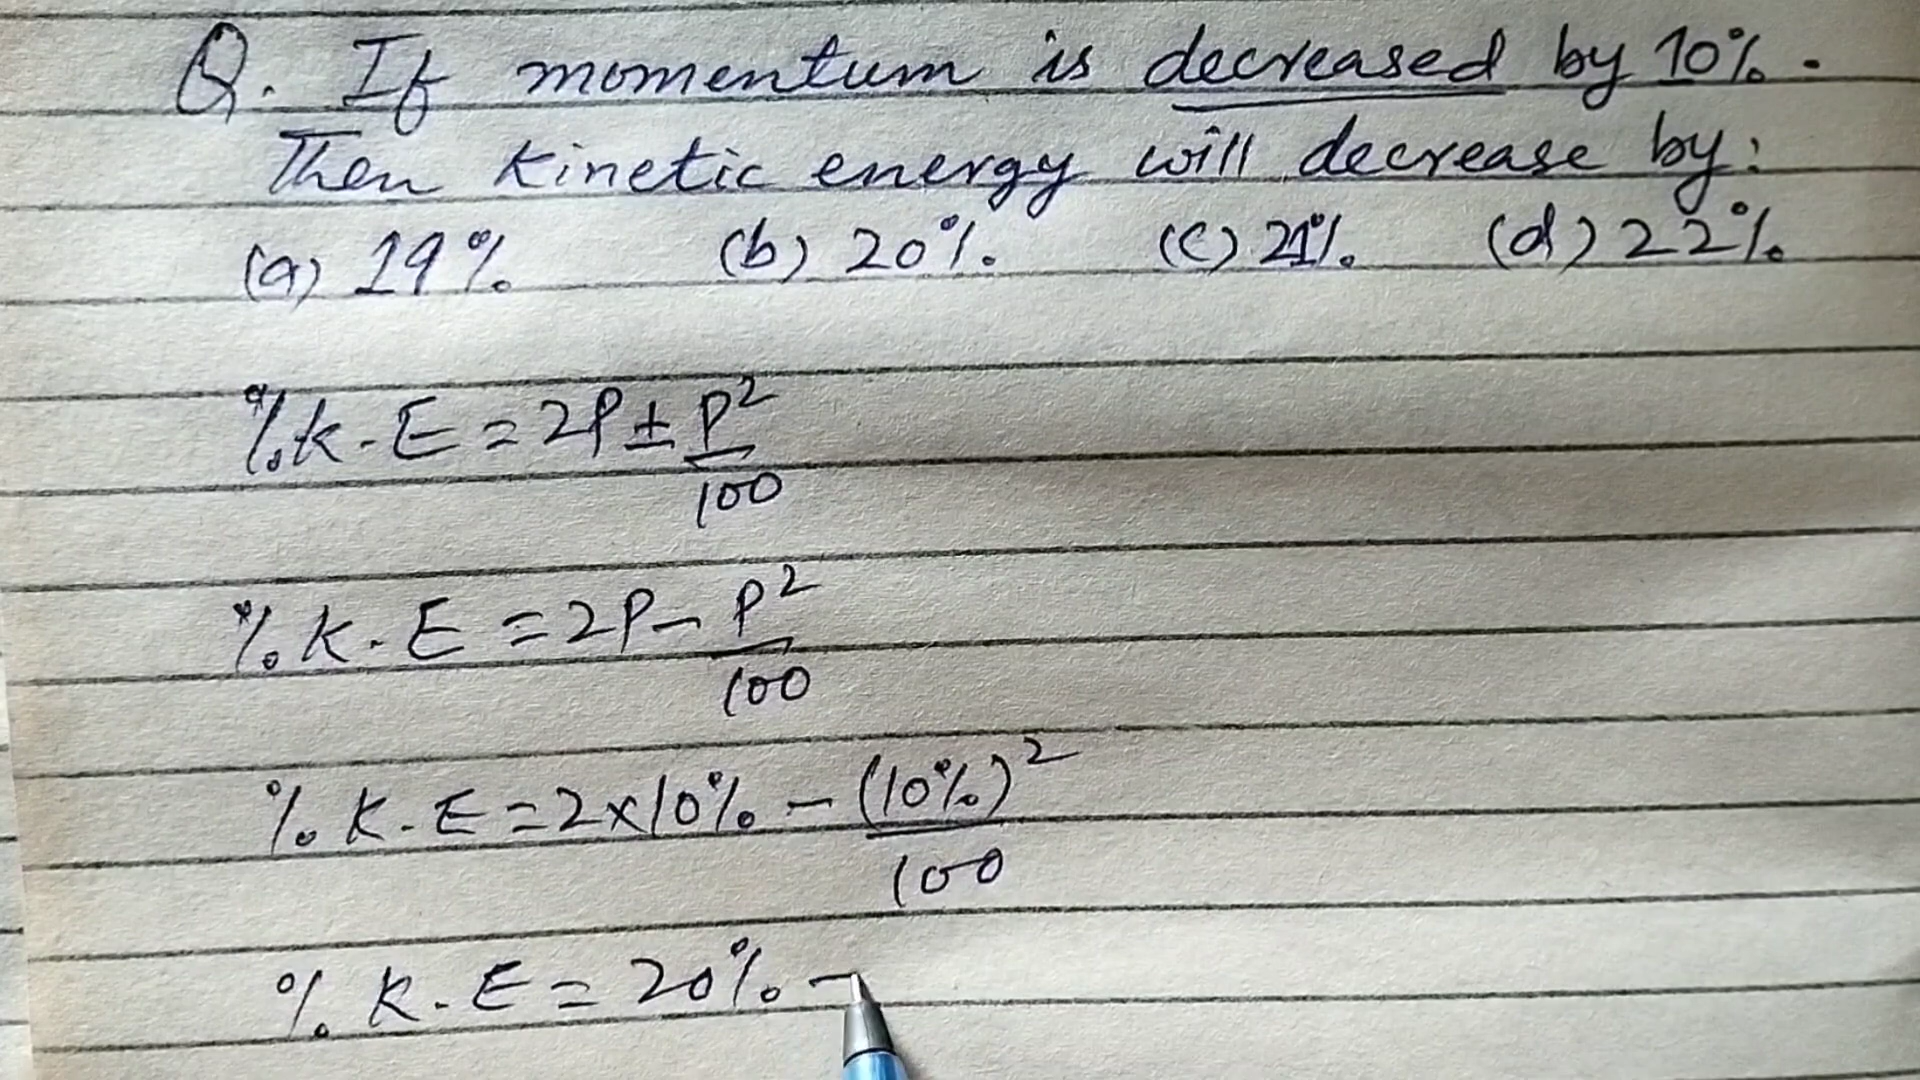 Q. If momentum is decreased by 10%.
Then kinetic energy will decrease by:
(a) 19% (b) 20% (c) 21% (d) 22%
% K.E = 2P ± P²/100
% K.E = 2P - P²/100
% K.E = 2×10% - (10%)²/100
% K.E = 20% -